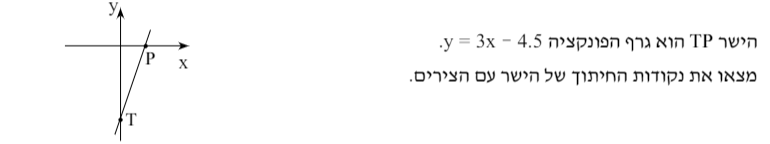 y
P
x
T
הישר TP הוא גרף הפונקציה y = 3x − 4.5.
מצאו את נקודות החיתוך של הישר עם הצירים.